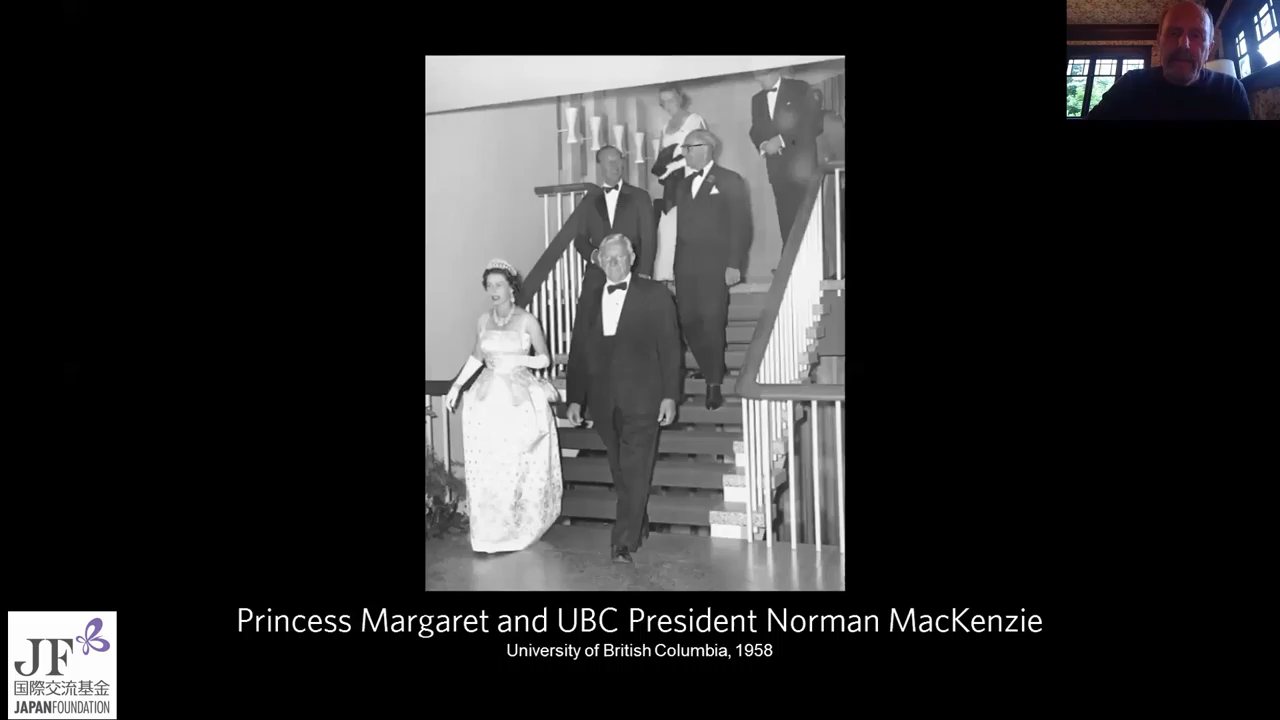 Princess Margaret and UBC President Norman MacKenzie
University of British Columbia, 1958
JF
国際交流基金
JAPANFOUNDATION